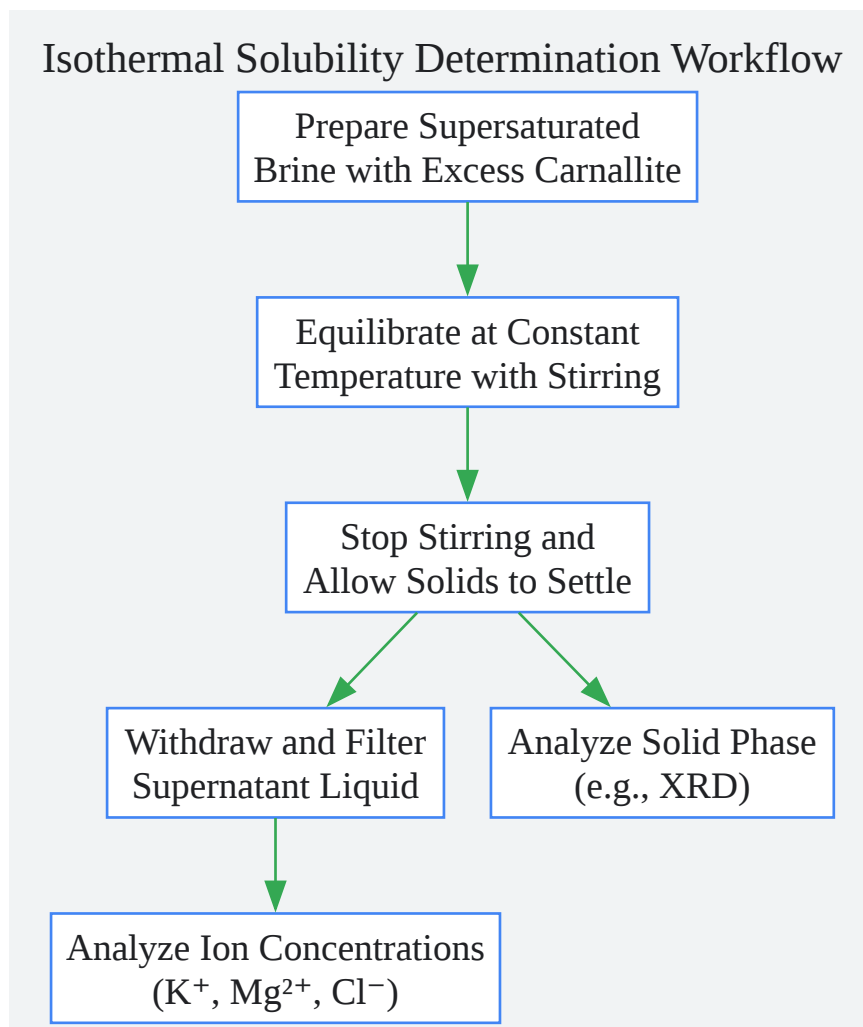 Isothermal Solubility Determination Workflow
Prepare Supersaturated
Brine with Excess Carnallite
Equilibrate at Constant
Temperature with Stirring
Stop Stirring and
Allow Solids to Settle
Withdraw and Filter
Supernatant Liquid
Analyze Solid Phase
(e.g., XRD)
Analyze Ion Concentrations
(K⁺, Mg²⁺, Cl⁻)